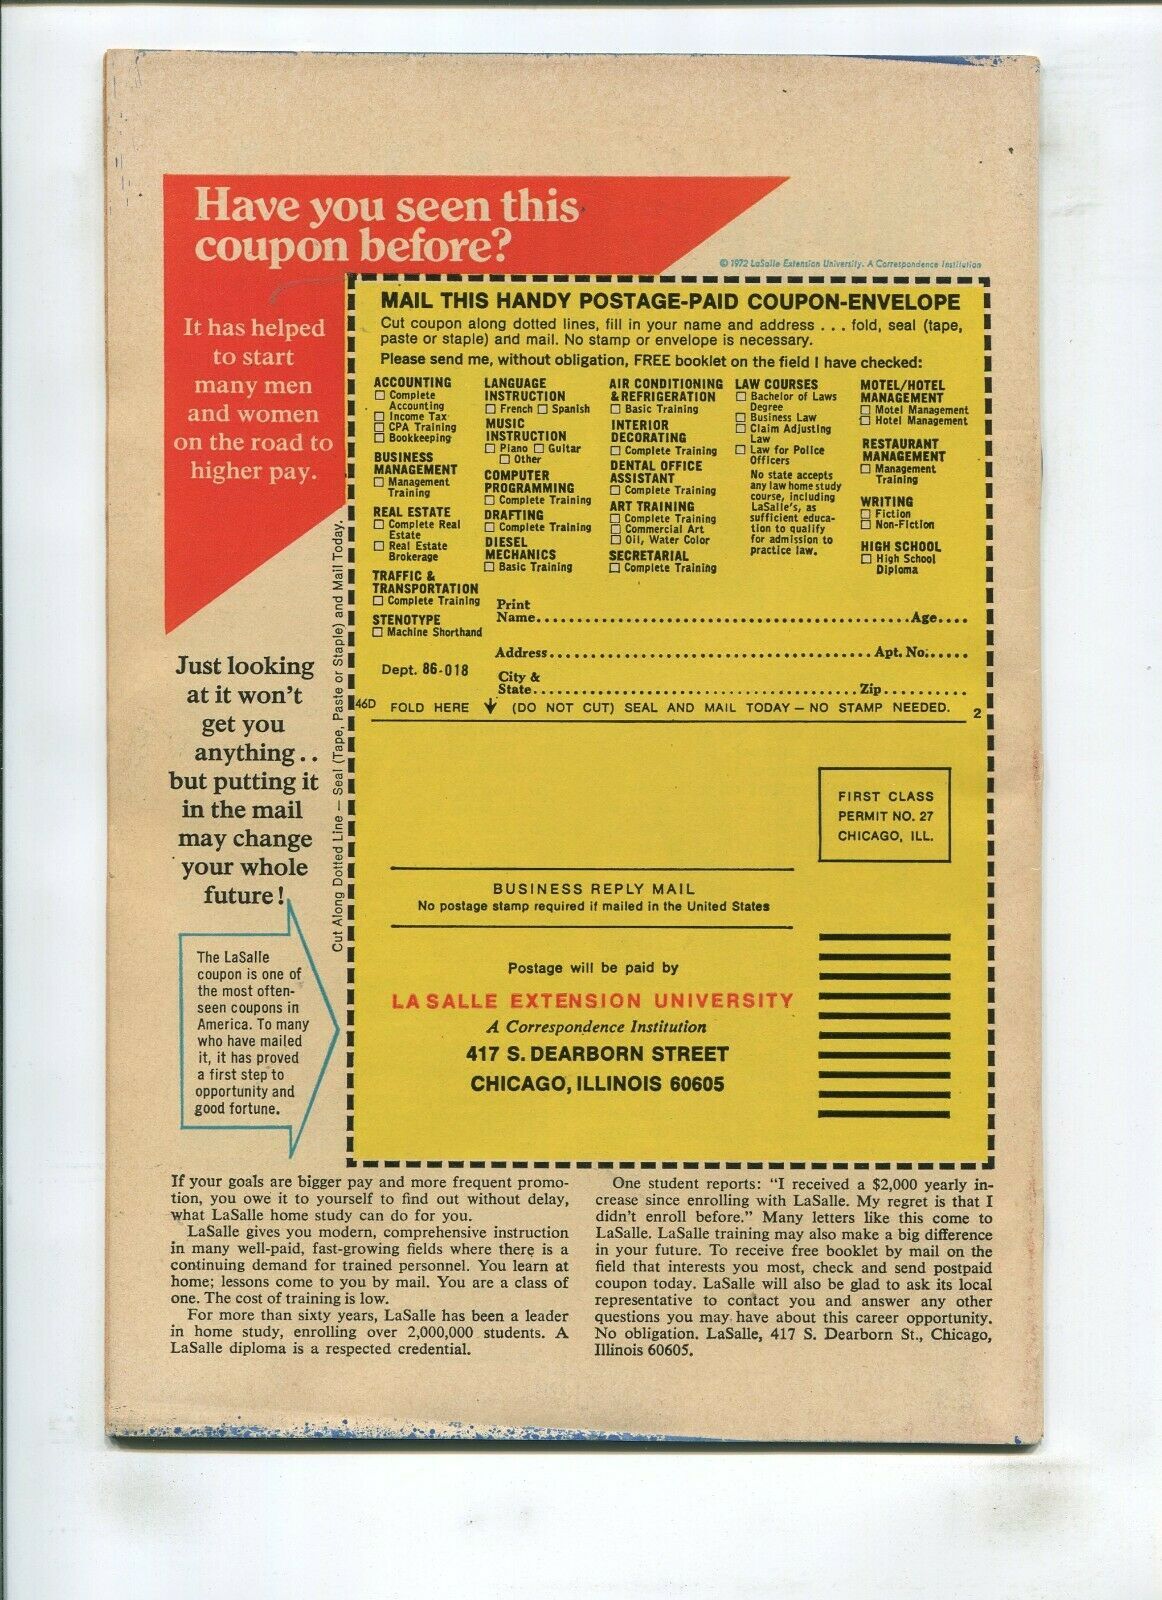 Have you seen this
coupon before?
© 1972 LaSalle Extension University. A Correspondence Institution
It has helped
to start
many men
and women
on the road to
higher pay.
Just looking
at it won't
get you
anything..
but putting it
in the mail
may change
your whole
future!
The LaSalle
coupon is one of
the most often-
seen coupons in
America. To many
who have mailed
it, it has proved
a first step to
opportunity and
good fortune.
Cut Along Dotted Line — Seal (Tape, Paste or Staple) and Mail Today.
MAIL THIS HANDY POSTAGE-PAID COUPON-ENVELOPE
Cut coupon along dotted lines, fill in your name and address . . . fold, seal (tape,
paste or staple) and mail. No stamp or envelope is necessary.
Please send me, without obligation, FREE booklet on the field I have checked:
ACCOUNTING
Complete
Accounting
Income Tax
CPA Training
Bookkeeping
BUSINESS
MANAGEMENT
Management
Training
REAL ESTATE
Complete Real
Estate
Real Estate
Brokerage
TRAFFIC &
TRANSPORTATION
Complete Training
STENOTYPE
Machine Shorthand
LANGUAGE
INSTRUCTION
French Spanish
MUSIC
INSTRUCTION
Piano Guitar
Other
COMPUTER
PROGRAMMING
Complete Training
DRAFTING
Complete Training
DIESEL
MECHANICS
Basic Training
AIR CONDITIONING
& REFRIGERATION
Basic Training
INTERIOR
DECORATING
Complete Training
DENTAL OFFICE
ASSISTANT
Complete Training
ART TRAINING
Complete Training
Commercial Art
Oil, Water Color
SECRETARIAL
Complete Training
LAW COURSES
Bachelor of Laws
Degree
Business Law
Claim Adjusting
Law
Law for Police
Officers
No state accepts
any law home study
course, including
LaSalle's, as
sufficient educa-
tion to qualify
for admission to
practice law.
MOTEL/HOTEL
MANAGEMENT
Motel Management
Hotel Management
RESTAURANT
MANAGEMENT
Management
Training
WRITING
Fiction
Non-Fiction
HIGH SCHOOL
High School
Diploma
Print
Name Age
Address Apt. No.
Dept. 86-018
City &
State Zip
46D FOLD HERE (DO NOT CUT) SEAL AND MAIL TODAY — NO STAMP NEEDED. 2
FIRST CLASS
PERMIT NO. 27
CHICAGO, ILL.
BUSINESS REPLY MAIL
No postage stamp required if mailed in the United States
Postage will be paid by
LA SALLE EXTENSION UNIVERSITY
A Correspondence Institution
417 S. DEARBORN STREET
CHICAGO, ILLINOIS 60605
If your goals are bigger pay and more frequent promo-
tion, you owe it to yourself to find out without delay,
what LaSalle home study can do for you.
LaSalle gives you modern, comprehensive instruction
in many well-paid, fast-growing fields where there is a
continuing demand for trained personnel. You learn at
home; lessons come to you by mail. You are a class of
one. The cost of training is low.
For more than sixty years, LaSalle has been a leader
in home study, enrolling over 2,000,000 students. A
LaSalle diploma is a respected credential.
One student reports: "I received a $2,000 yearly in-
crease since enrolling with LaSalle. My regret is that I
didn't enroll before." Many letters like this come to
LaSalle. LaSalle training may also make a big difference
in your future. To receive free booklet by mail on the
field that interests you most, check and send postpaid
coupon today. LaSalle will also be glad to ask its local
representative to contact you and answer any other
questions you may have about this career opportunity.
No obligation. LaSalle, 417 S. Dearborn St., Chicago,
Illinois 60605.